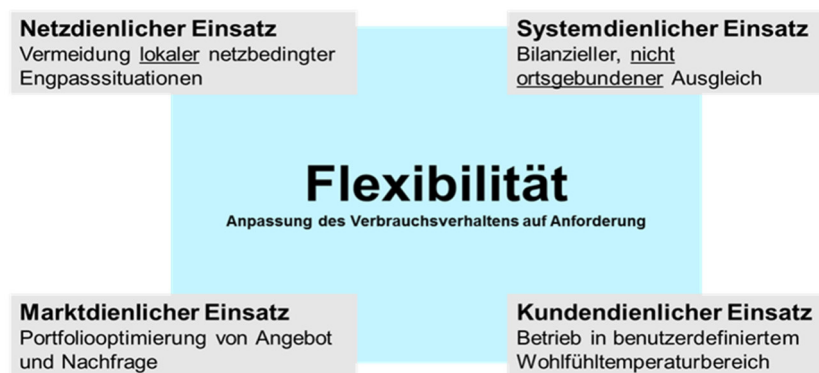 Netzdienlicher Einsatz
Vermeidung lokaler netzbedingter
Engpasssituationen
Systemdienlicher Einsatz
Bilanzieller, nicht
ortsgebundener Ausgleich
Flexibilität
Anpassung des Verbrauchsverhaltens auf Anforderung
Marktdienlicher Einsatz
Portfoliooptimierung von Angebot
und Nachfrage
Kundendienlicher Einsatz
Betrieb in benutzerdefiniertem
Wohlfühltemperaturbereich